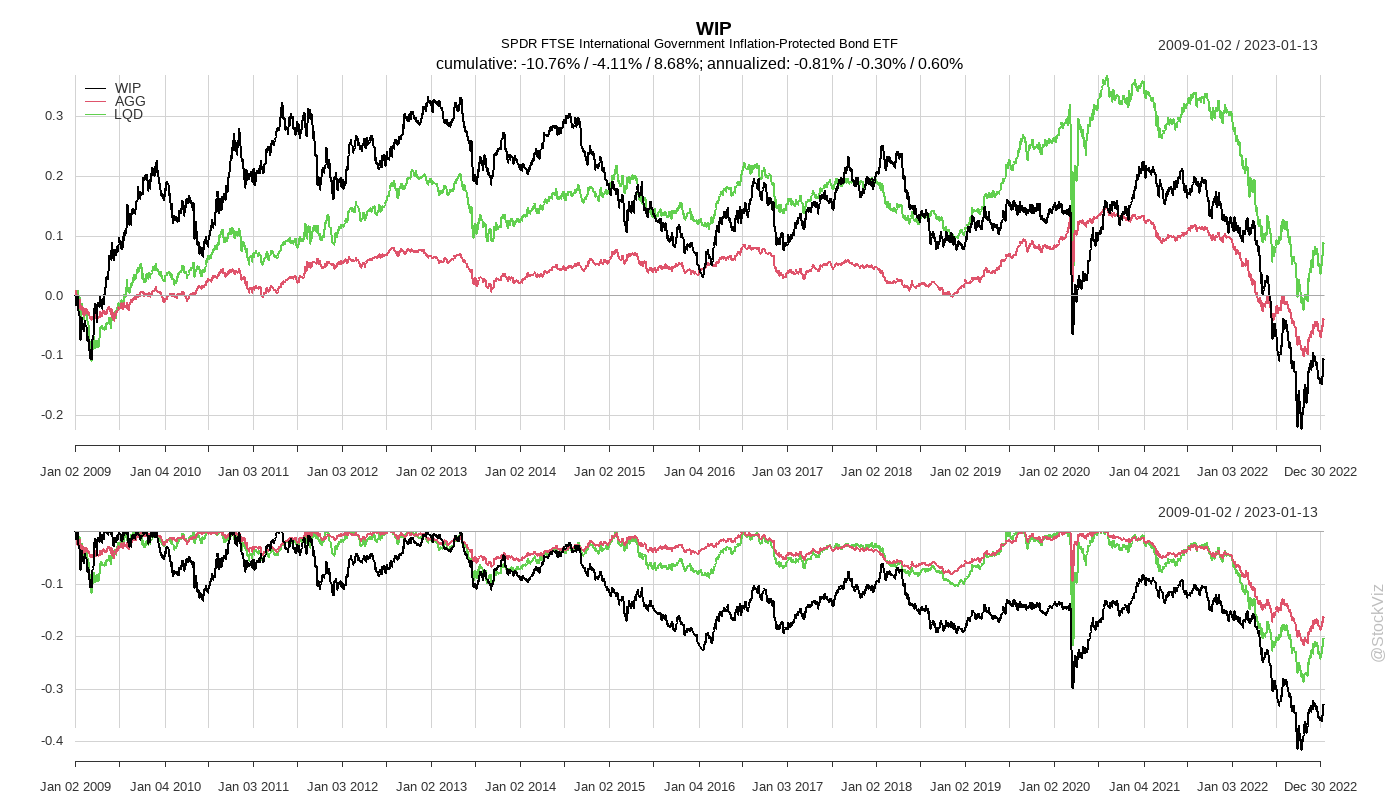 WIP
SPDR FTSE International Government Inflation-Protected Bond ETF
2009-01-02 / 2023-01-13
cumulative: -10.76% / -4.11% / 8.68%; annualized: -0.81% / -0.30% / 0.60%
WIP
AGG
LQD
0.3
0.2
0.1
0.0
-0.1
-0.2
Jan 02 2009 Jan 04 2010 Jan 03 2011 Jan 03 2012 Jan 02 2013 Jan 02 2014 Jan 02 2015 Jan 04 2016 Jan 03 2017 Jan 02 2018 Jan 02 2019 Jan 02 2020 Jan 04 2021 Jan 03 2022 Dec 30 2022
2009-01-02 / 2023-01-13
-0.1
-0.2
-0.3
-0.4
Jan 02 2009 Jan 04 2010 Jan 03 2011 Jan 03 2012 Jan 02 2013 Jan 02 2014 Jan 02 2015 Jan 04 2016 Jan 03 2017 Jan 02 2018 Jan 02 2019 Jan 02 2020 Jan 04 2021 Jan 03 2022 Dec 30 2022
@StockViz